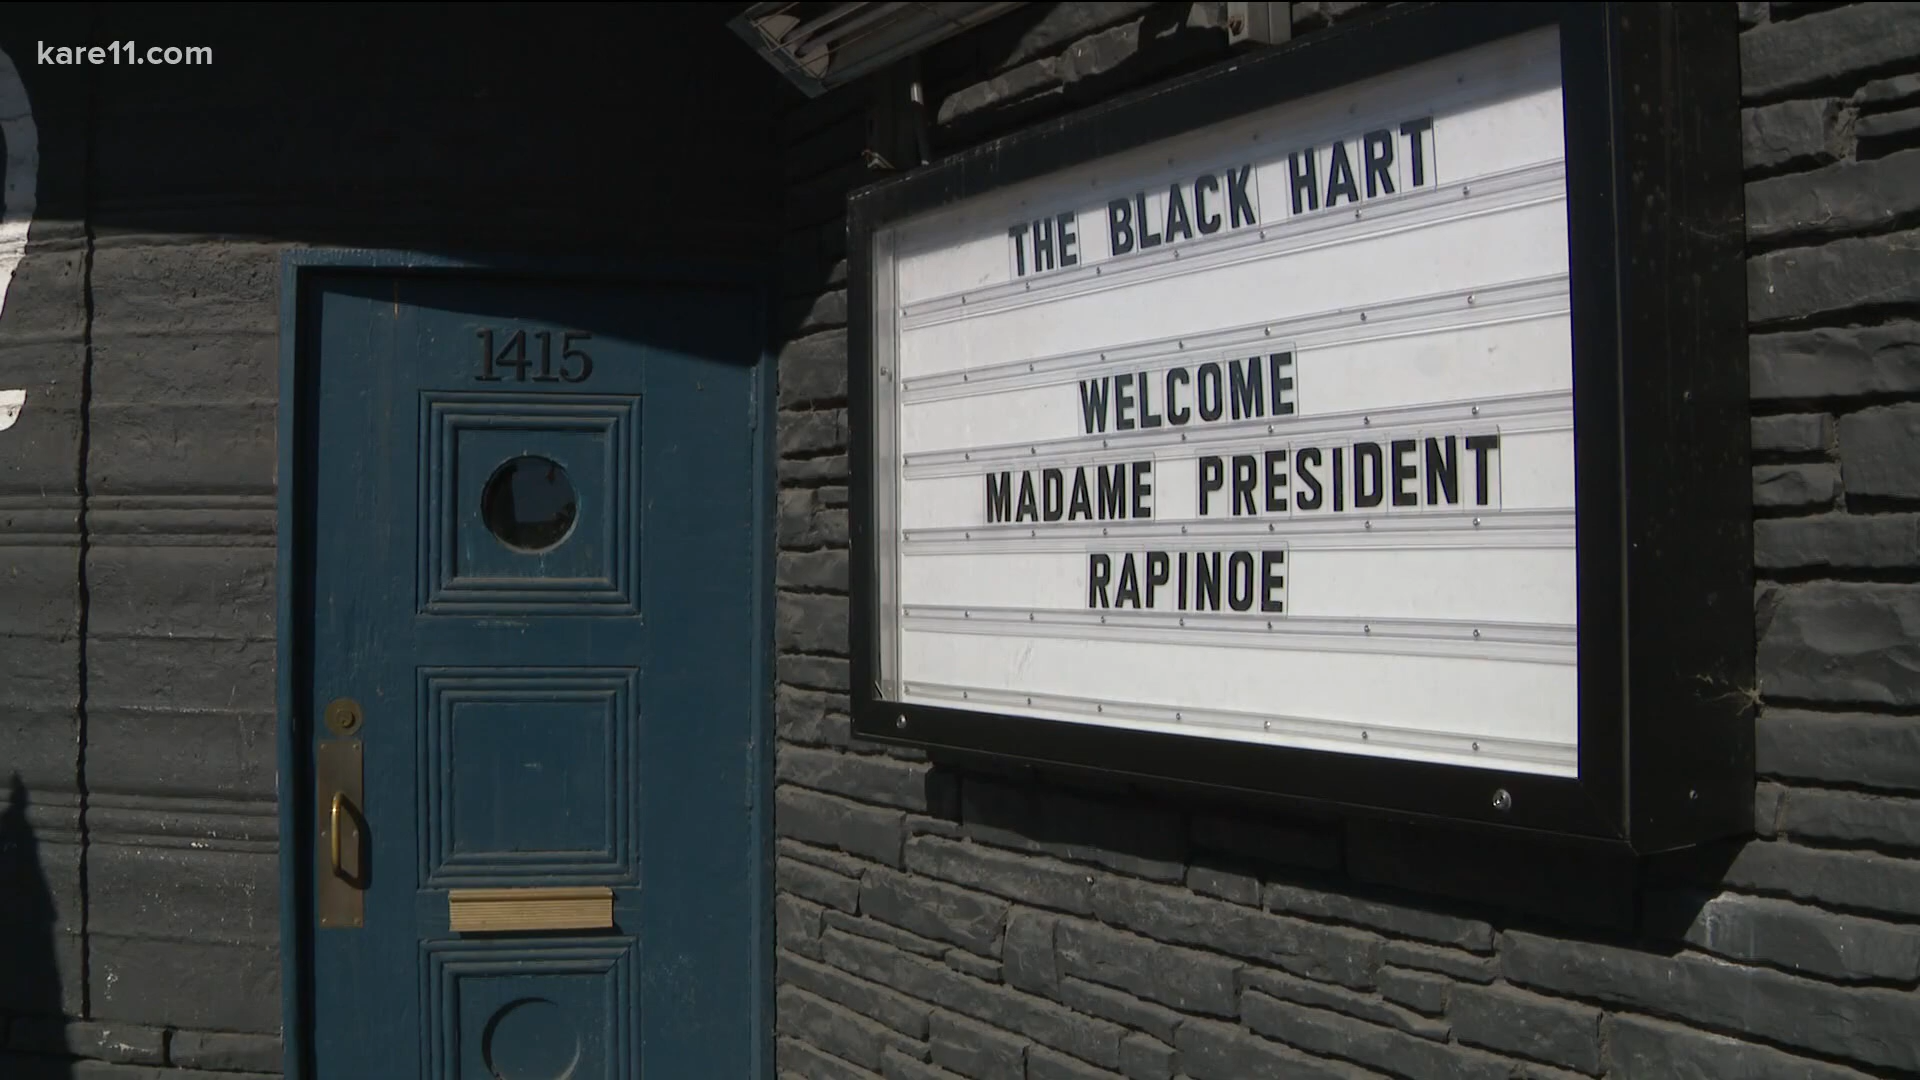 kare11.com
THE BLACK HART
WELCOME
MADAME PRESIDENT
RAPINOE
1415